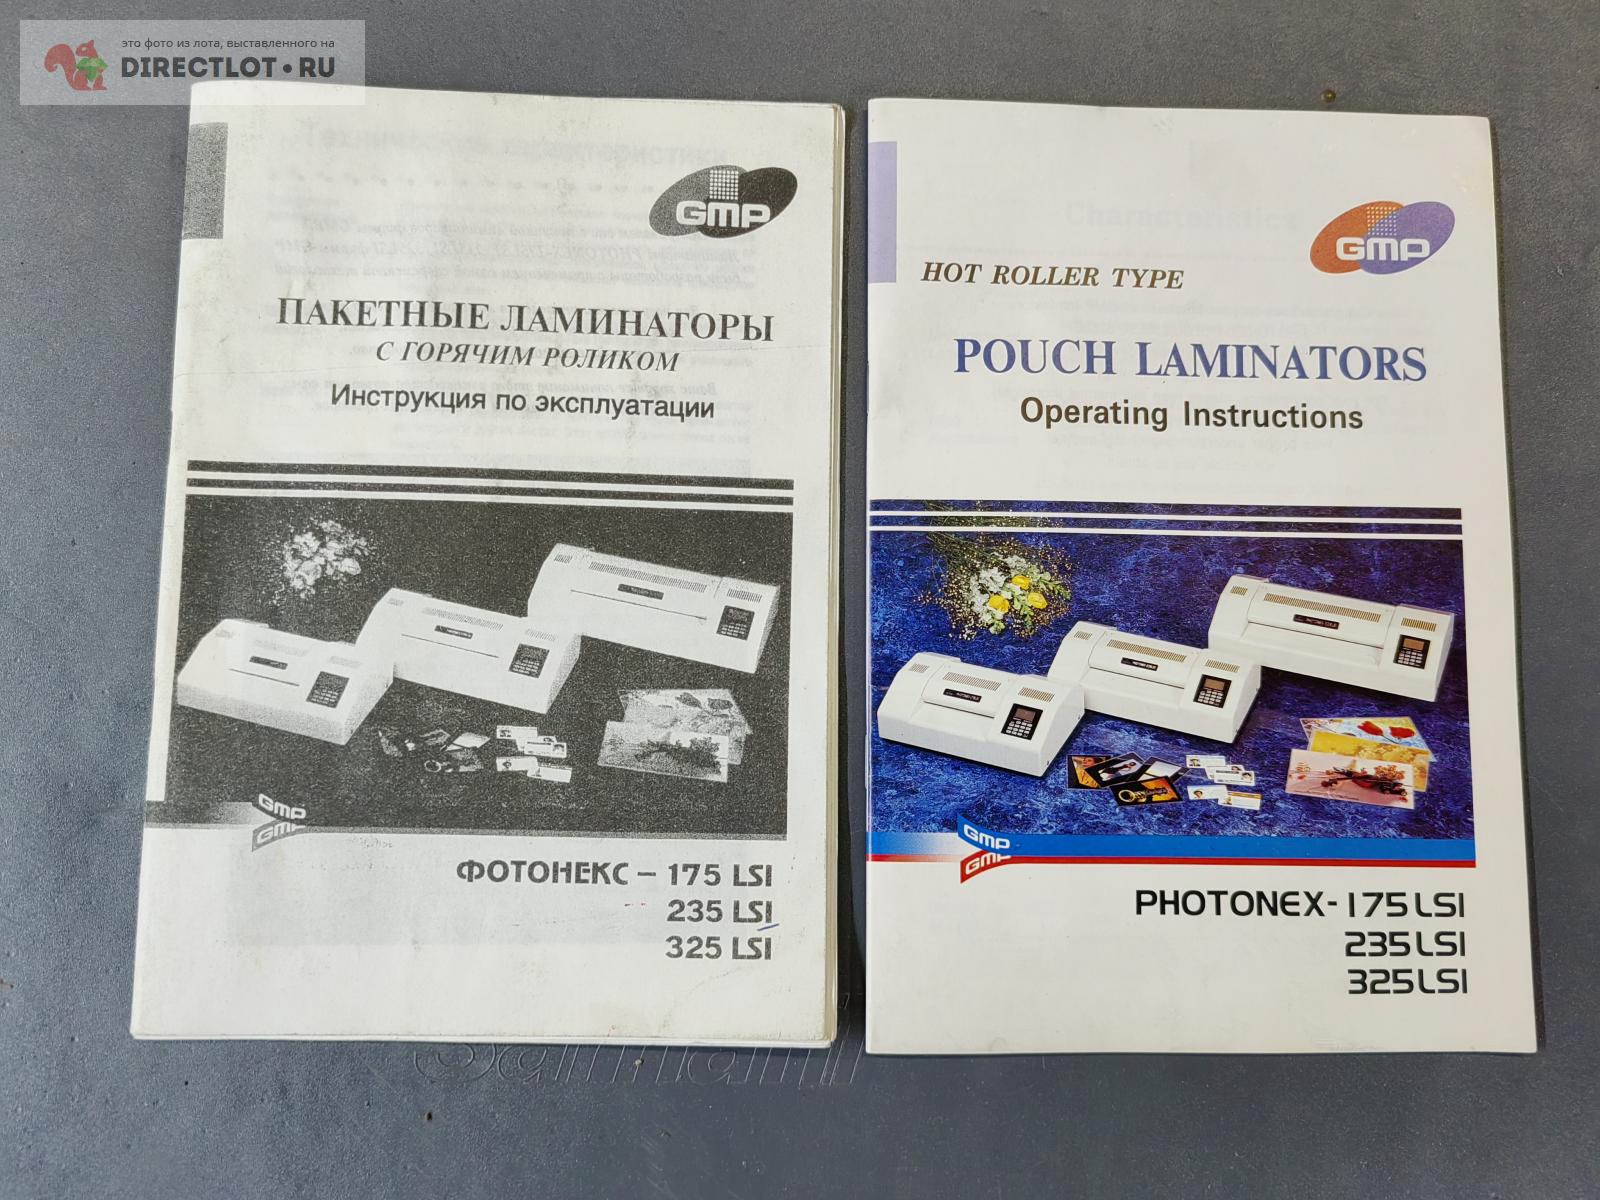 это фото из лота, выставленного на
DIRECTLOT.RU
GMP
ПАКЕТНЫЕ ЛАМИНАТОРЫ
С ГОРЯЧИМ РОЛИКОМ
Инструкция по эксплуатации
GMP
GMP
ФОТОНЕКС – 175 LSI
235 LSI
325 LSI
GMP
HOT ROLLER TYPE
POUCH LAMINATORS
Operating Instructions
GMP
GMP
PHOTONEX-175LSI
235LSI
325LSI